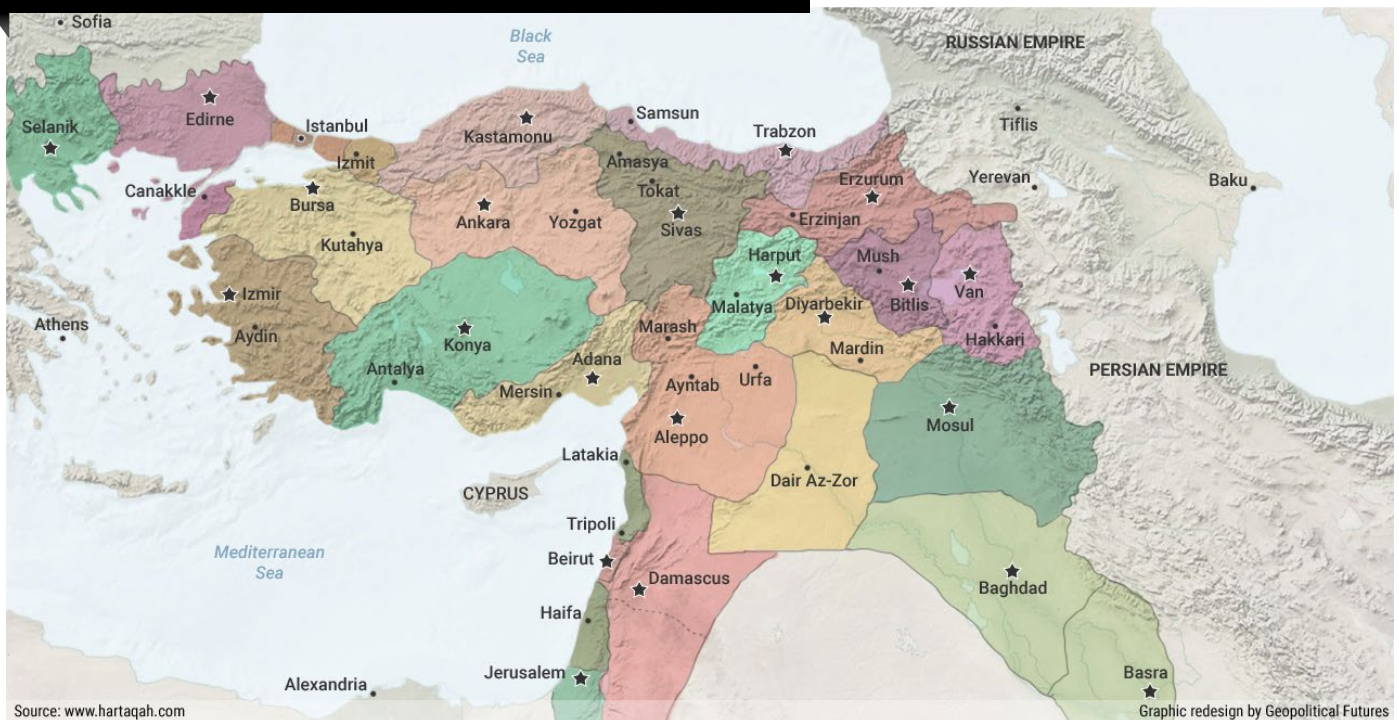 Sofia
Black
Sea
RUSSIAN EMPIRE
Selanik
Edirne
Istanbul
Izmit
Kastamonu
Samsun
Trabzon
Tiflis
Canakkle
Bursa
Kutahya
Ankara
Yozgat
Amasya
Tokat
Sivas
Erzurum
Erzinjan
Yerevan
Baku
Harput
Malatya
Mush
Bitlis
Van
Hakkari
Athens
Izmir
Aydin
Konya
Antalya
Adana
Mersin
Marash
Diyarbekir
Mardin
PERSIAN EMPIRE
Ayntab
Urfa
Aleppo
Mosul
Latakia
CYPRUS
Dair Az-Zor
Tripoli
Mediterranean
Sea
Beirut
Damascus
Baghdad
Haifa
Jerusalem
Alexandria
Basra
Source: www.hartaqah.com
Graphic redesign by Geopolitical Futures